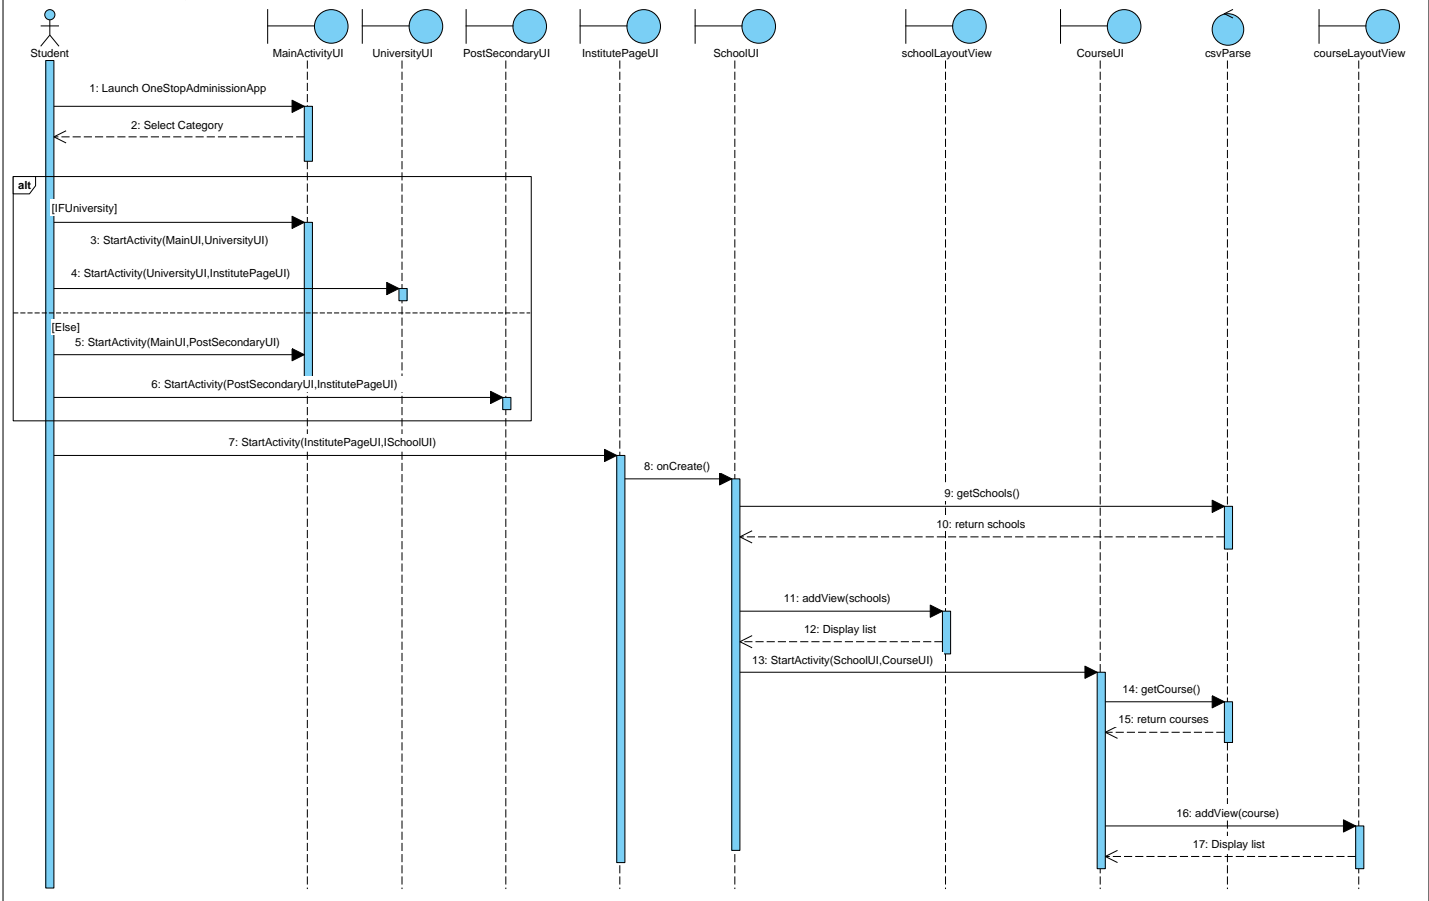 Student
MainActivityUI
UniversityUI
PostSecondaryUI
InstitutePageUI
SchoolUI
schoolLayoutView
CourseUI
csvParse
courseLayoutView
1: Launch OneStopAdminissionApp
2: Select Category
alt
[IFUniversity]
3: StartActivity(MainUI,UniversityUI)
4: StartActivity(UniversityUI,InstitutePageUI)
[Else]
5: StartActivity(MainUI,PostSecondaryUI)
6: StartActivity(PostSecondaryUI,InstitutePageUI)
7: StartActivity(InstitutePageUI,ISchoolUI)
8: onCreate()
9: getSchools()
10: return schools
11: addView(schools)
12: Display list
13: StartActivity(SchoolUI,CourseUI)
14: getCourse()
15: return courses
16: addView(course)
17: Display list